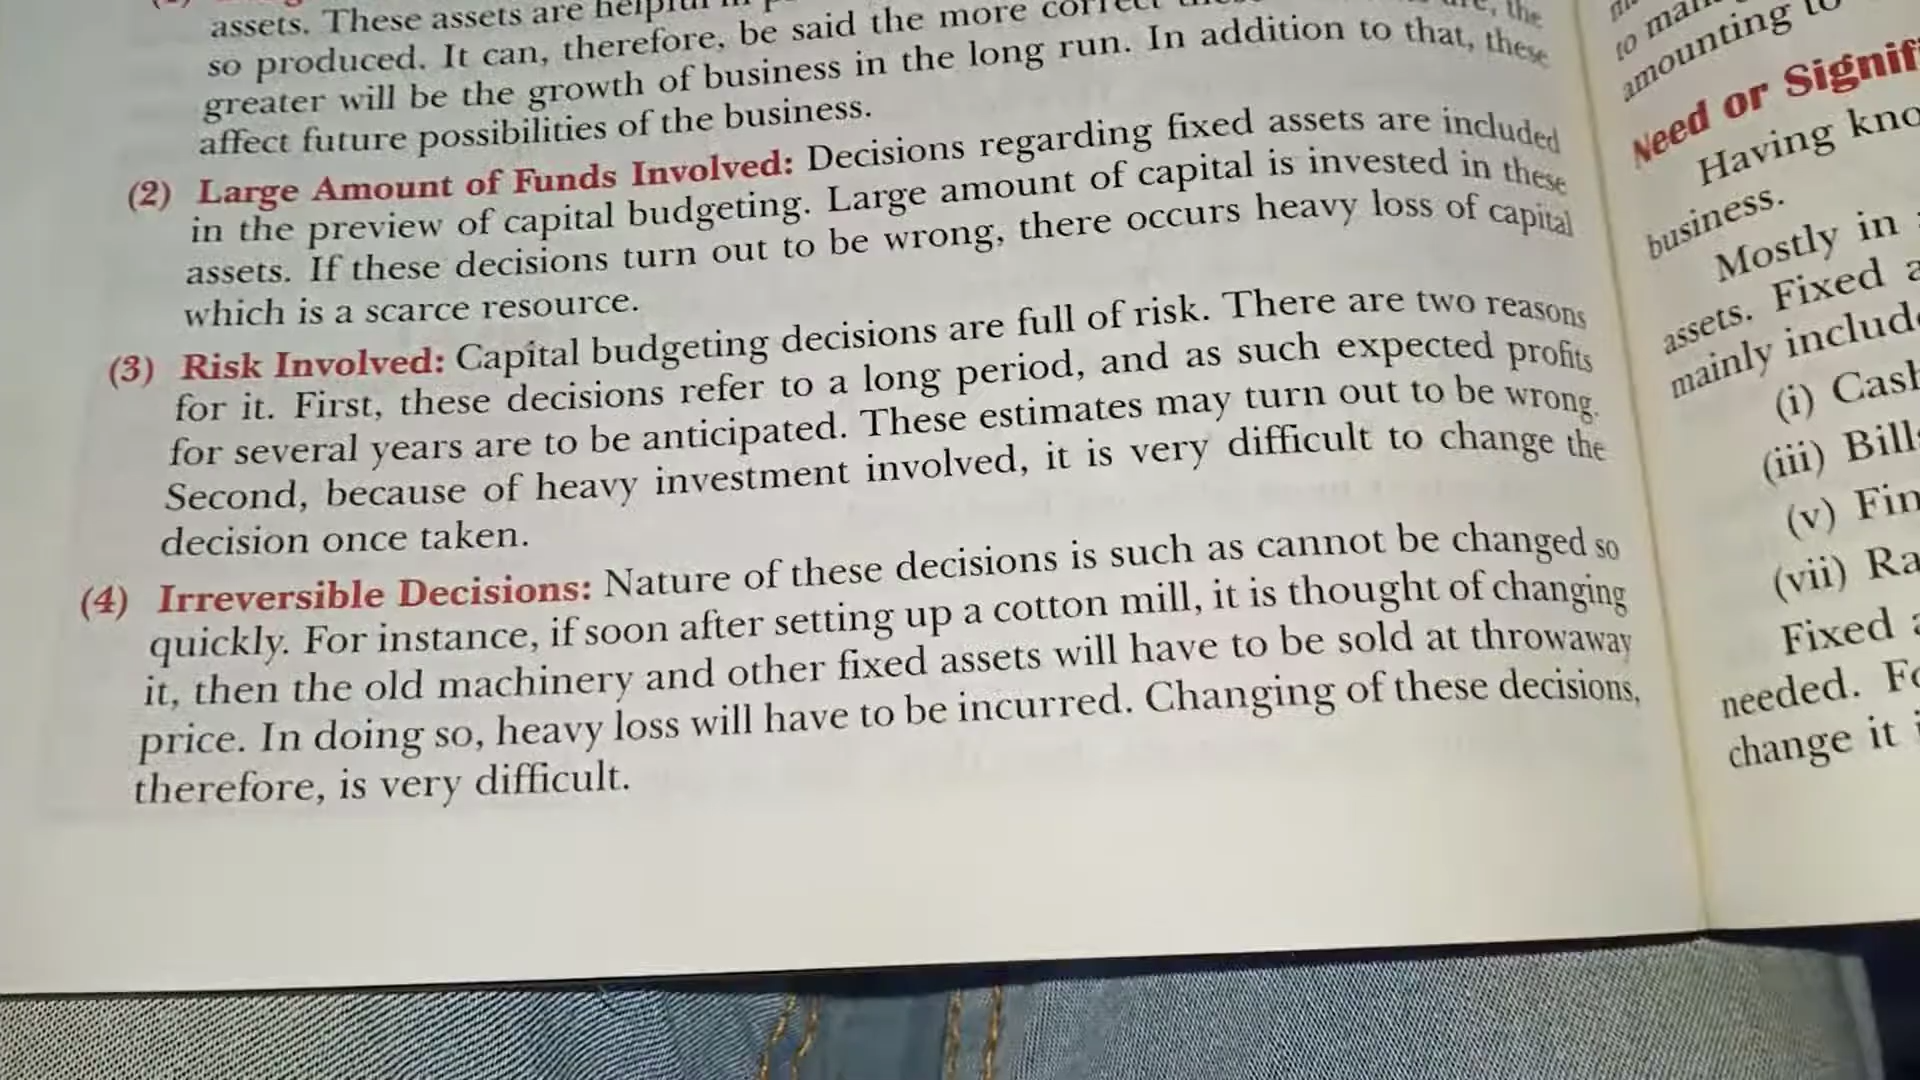 assets. These assets are helpful in
so produced. It can, therefore, be said the more correct
greater will be the growth of business in the long run. In addition to that, these
affect future possibilities of the business.
(2) Large Amount of Funds Involved: Decisions regarding fixed assets are included
in the preview of capital budgeting. Large amount of capital is invested in these
assets. If these decisions turn out to be wrong, there occurs heavy loss of capital
which is a scarce resource.
(3) Risk Involved: Capital budgeting decisions are full of risk. There are two reasons
for it. First, these decisions refer to a long period, and as such expected profits
for several years are to be anticipated. These estimates may turn out to be wrong.
Second, because of heavy investment involved, it is very difficult to change the
decision once taken.
(4) Irreversible Decisions: Nature of these decisions is such as cannot be changed so
quickly. For instance, if soon after setting up a cotton mill, it is thought of changing
it, then the old machinery and other fixed assets will have to be sold at throwaway
price. In doing so, heavy loss will have to be incurred. Changing of these decisions,
therefore, is very difficult.
amounting to
Need or Signif
Having kno
business.
Mostly in
assets. Fixed a
mainly include
(i) Cash
(iii) Bills
(v) Fin
(vii) Ra
Fixed a
needed. Fo
change it i